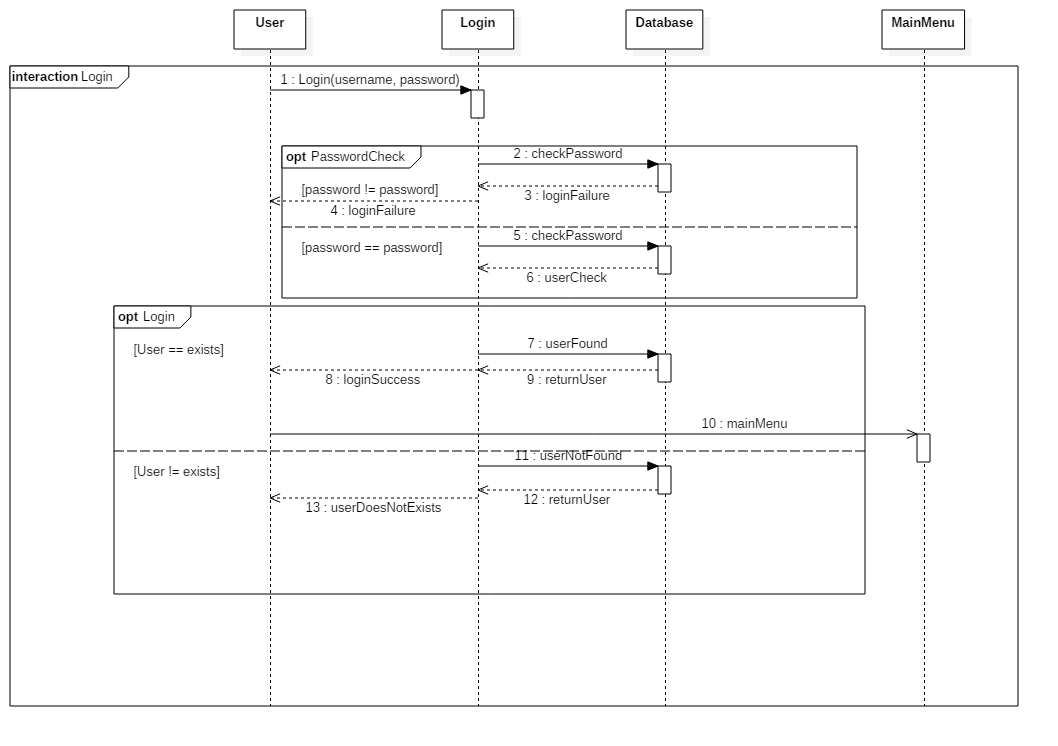 User
Login
Database
MainMenu
interaction Login
1 : Login(username, password)
opt PasswordCheck
2 : checkPassword
[password != password]
3 : loginFailure
4 : loginFailure
5 : checkPassword
[password == password]
6 : userCheck
opt Login
7 : userFound
[User == exists]
8 : loginSuccess
9 : returnUser
10 : mainMenu
11 : userNotFound
[User != exists]
12 : returnUser
13 : userDoesNotExists